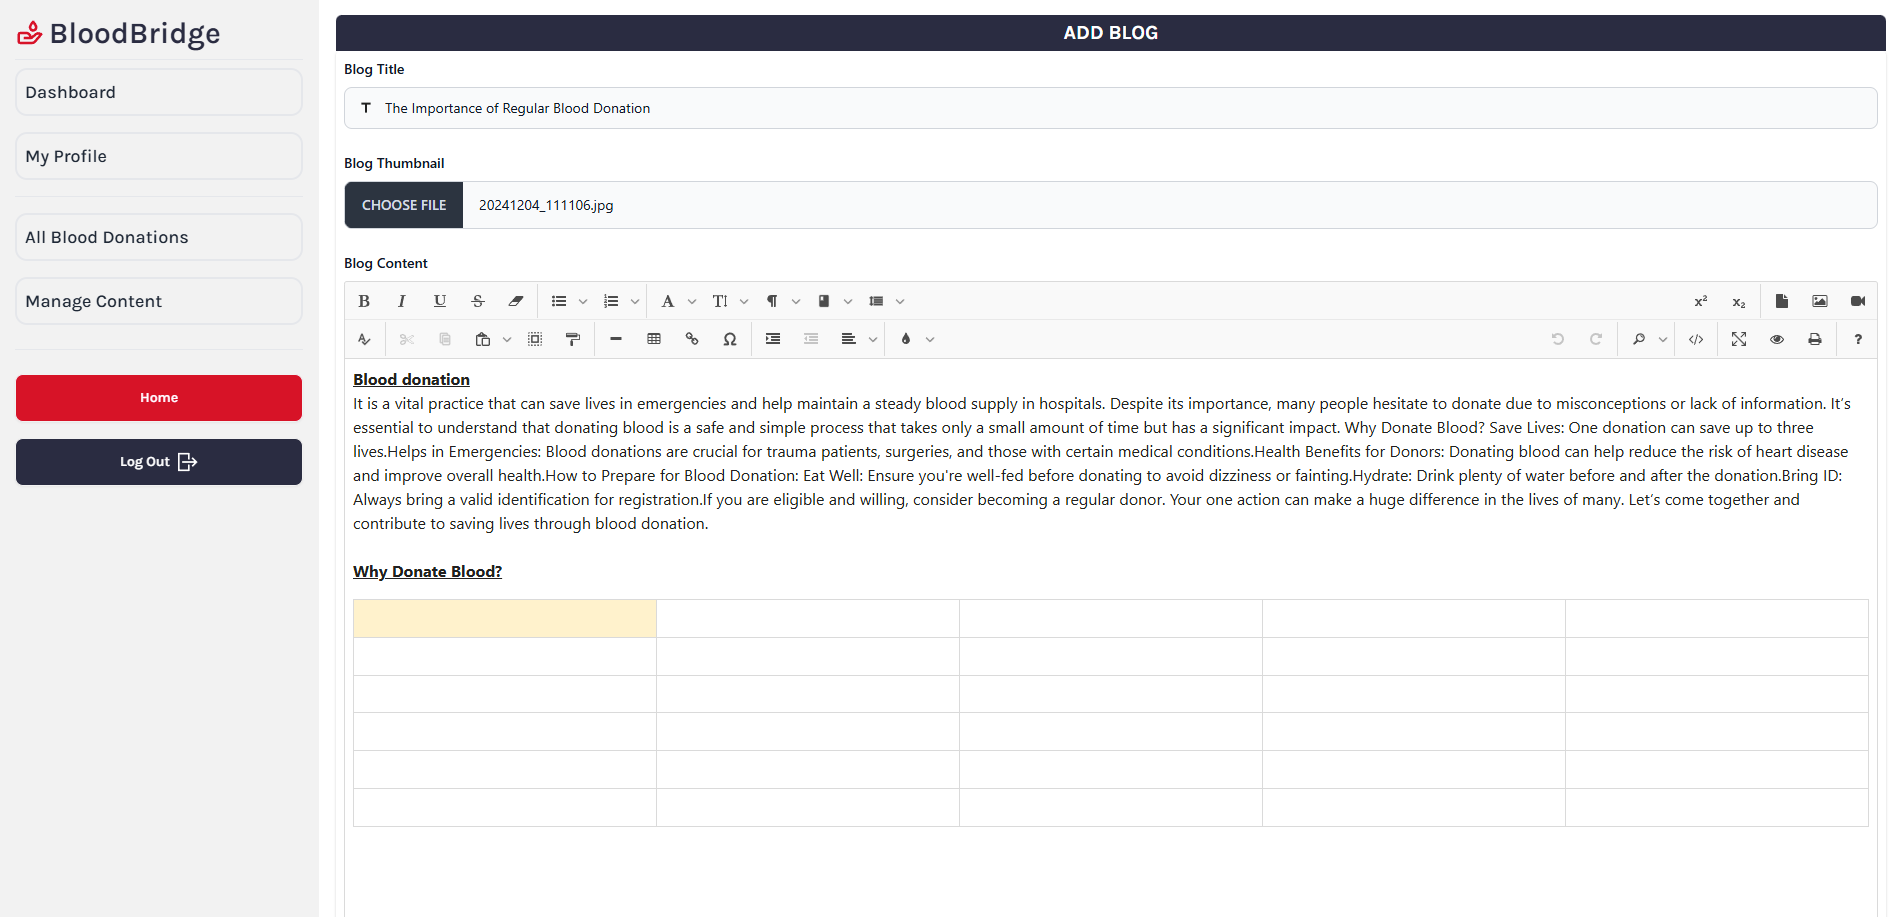 BloodBridge
Dashboard
My Profile
All Blood Donations
Manage Content
Home
Log Out
ADD BLOG
Blog Title
The Importance of Regular Blood Donation
Blog Thumbnail
CHOOSE FILE 20241204_111106.jpg
Blog Content
Blood donation
It is a vital practice that can save lives in emergencies and help maintain a steady blood supply in hospitals. Despite its importance, many people hesitate to donate due to misconceptions or lack of information. It’s
essential to understand that donating blood is a safe and simple process that takes only a small amount of time but has a significant impact. Why Donate Blood? Save Lives: One donation can save up to three
lives.Helps in Emergencies: Blood donations are crucial for trauma patients, surgeries, and those with certain medical conditions.Health Benefits for Donors: Donating blood can help reduce the risk of heart disease
and improve overall health.How to Prepare for Blood Donation: Eat Well: Ensure you're well-fed before donating to avoid dizziness or fainting.Hydrate: Drink plenty of water before and after the donation.Bring ID:
Always bring a valid identification for registration.If you are eligible and willing, consider becoming a regular donor. Your one action can make a huge difference in the lives of many. Let’s come together and
contribute to saving lives through blood donation.
Why Donate Blood?